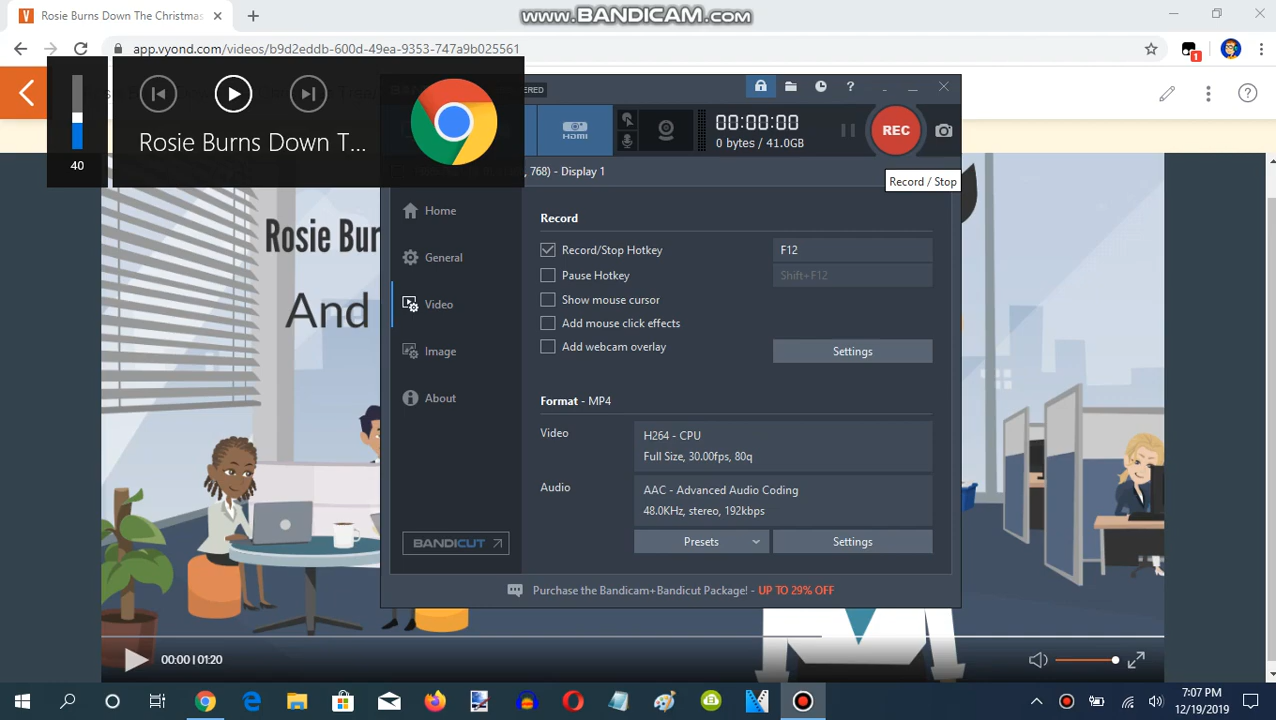 Rosie Burns Down The Christmas
www.BANDICAM.com
app.vyond.com/videos/b9d2eddb-600d-49ea-9353-747a9b025561
1
Rosie Burns Down T...
40
ERED
HDMI
00:00:00
0 bytes / 41.0GB
REC
, 768) - Display 1
Record / Stop
Home
General
Video
Image
About
BANDICUT
Record
Record/Stop Hotkey
F12
Pause Hotkey
Shift+F12
Show mouse cursor
Add mouse click effects
Add webcam overlay
Settings
Format - MP4
Video
H264 - CPU
Full Size, 30.00fps, 80q
Audio
AAC - Advanced Audio Coding
48.0KHz, stereo, 192kbps
Presets
Settings
Purchase the Bandicam+Bandicut Package! - UP TO 29% OFF
Rosie Bur
And
00:00 | 01:20
7:07 PM
12/19/2019